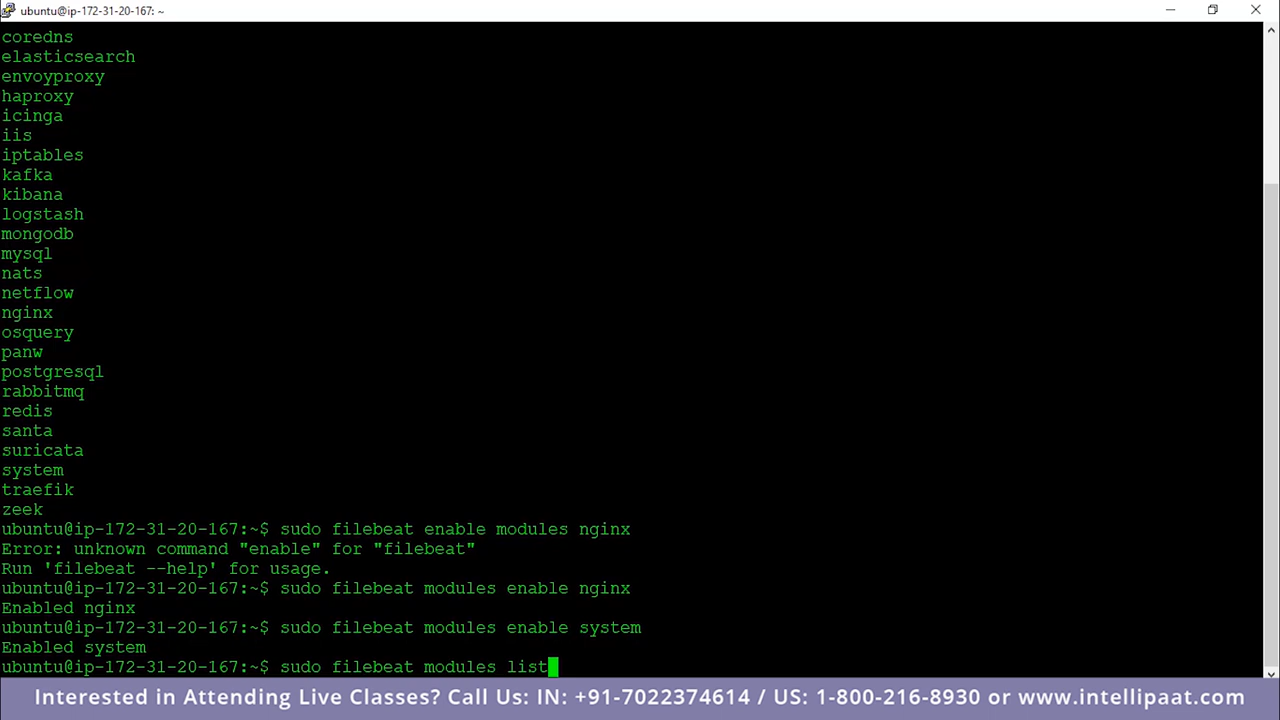 ubuntu@ip-172-31-20-167: ~
coredns
elasticsearch
envoyproxy
haproxy
icinga
iis
iptables
kafka
kibana
logstash
mongodb
mysql
nats
netflow
nginx
osquery
panw
postgresql
rabbitmq
redis
santa
suricata
system
traefik
zeek
ubuntu@ip-172-31-20-167:~$ sudo filebeat enable modules nginx
Error: unknown command "enable" for "filebeat"
Run 'filebeat --help' for usage.
ubuntu@ip-172-31-20-167:~$ sudo filebeat modules enable nginx
Enabled nginx
ubuntu@ip-172-31-20-167:~$ sudo filebeat modules enable system
Enabled system
ubuntu@ip-172-31-20-167:~$ sudo filebeat modules list
Interested in Attending Live Classes? Call Us: IN: +91-7022374614 / US: 1-800-216-8930 or www.intellipaat.com